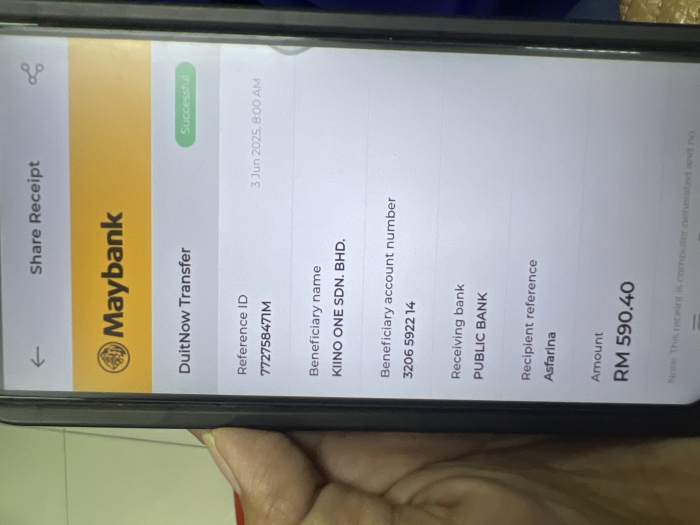 Share Receipt
Maybank
DuitNow Transfer
Successful
Reference ID
3 Jun 2025, 8:00 AM
772758471M
Beneficiary name
KIINO ONE SDN. BHD.
Beneficiary account number
3206 5922 14
Receiving bank
PUBLIC BANK
Recipient reference
Asfarina
Amount
RM 590.40
Note: This receipt is computer generated and no